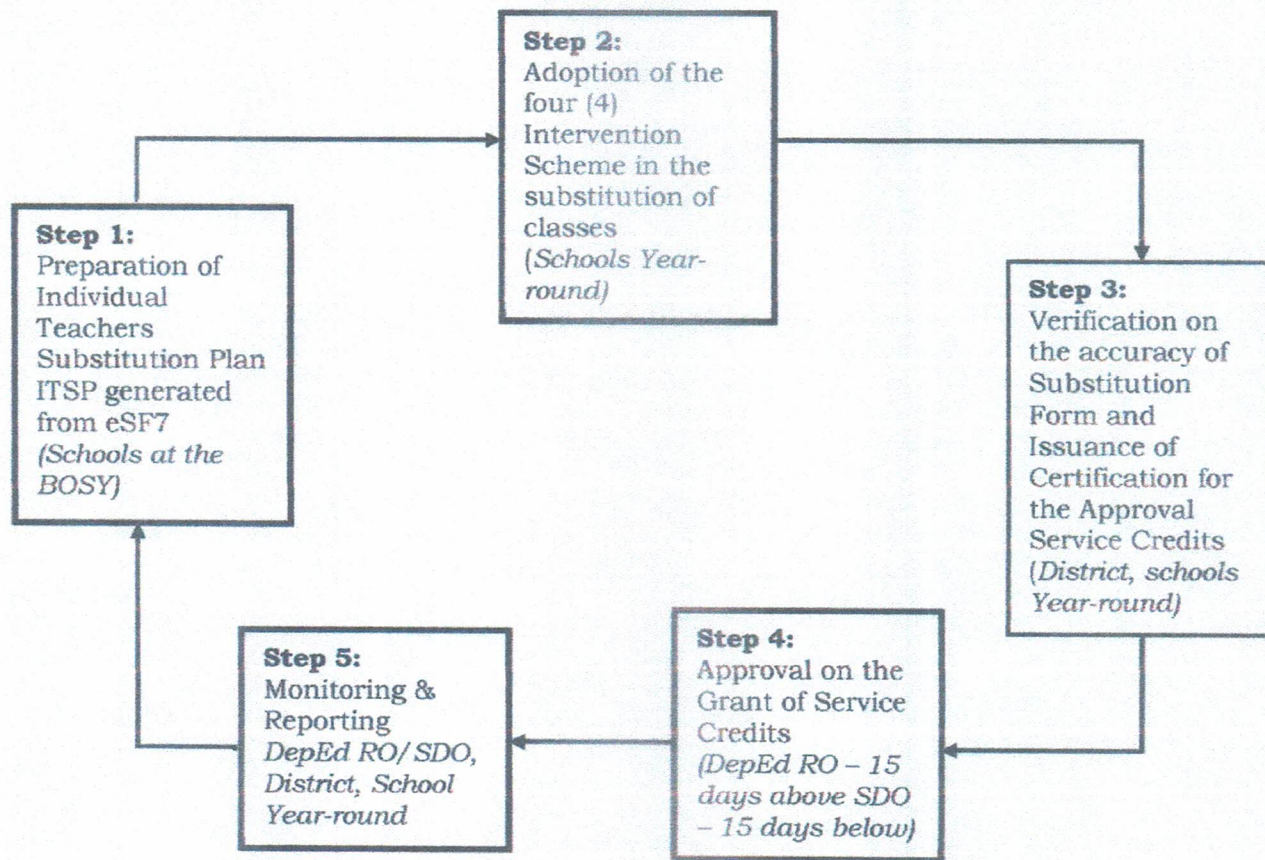 Step 1:
Preparation of
Individual
Teachers
Substitution Plan
ITSP generated
from eSF7
(Schools at the
BOSY)
Step 2:
Adoption of the
four (4)
Intervention
Scheme in the
substitution of
classes
(Schools Year-
round)
Step 3:
Verification on
the accuracy of
Substitution
Form and
Issuance of
Certification for
the Approval
Service Credits
(District, schools
Year-round)
Step 4:
Approval on the
Grant of Service
Credits
(DepEd RO – 15
days above SDO
– 15 days below)
Step 5:
Monitoring &
Reporting
DepEd RO/SDO,
District, School
Year-round